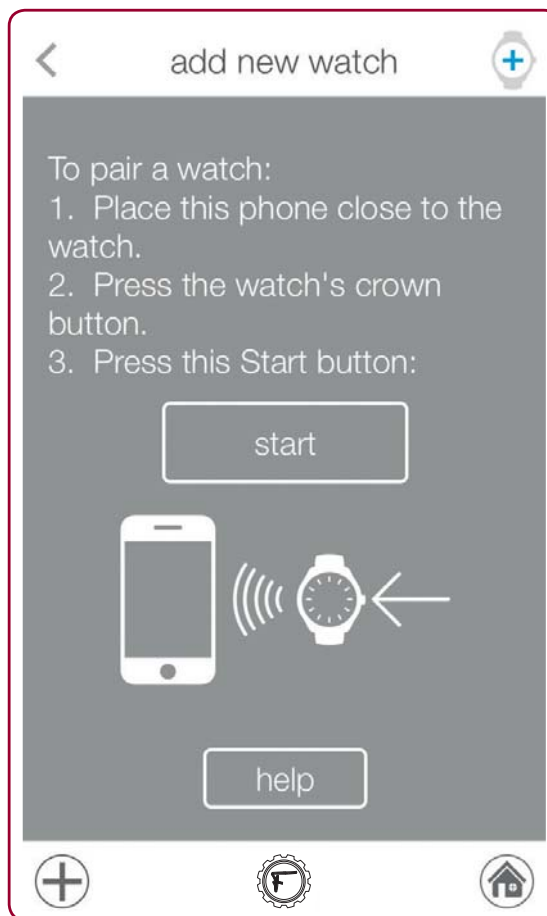 add new watch
To pair a watch:
1. Place this phone close to the
watch.
2. Press the watch's crown
button.
3. Press this Start button:
start
help
F